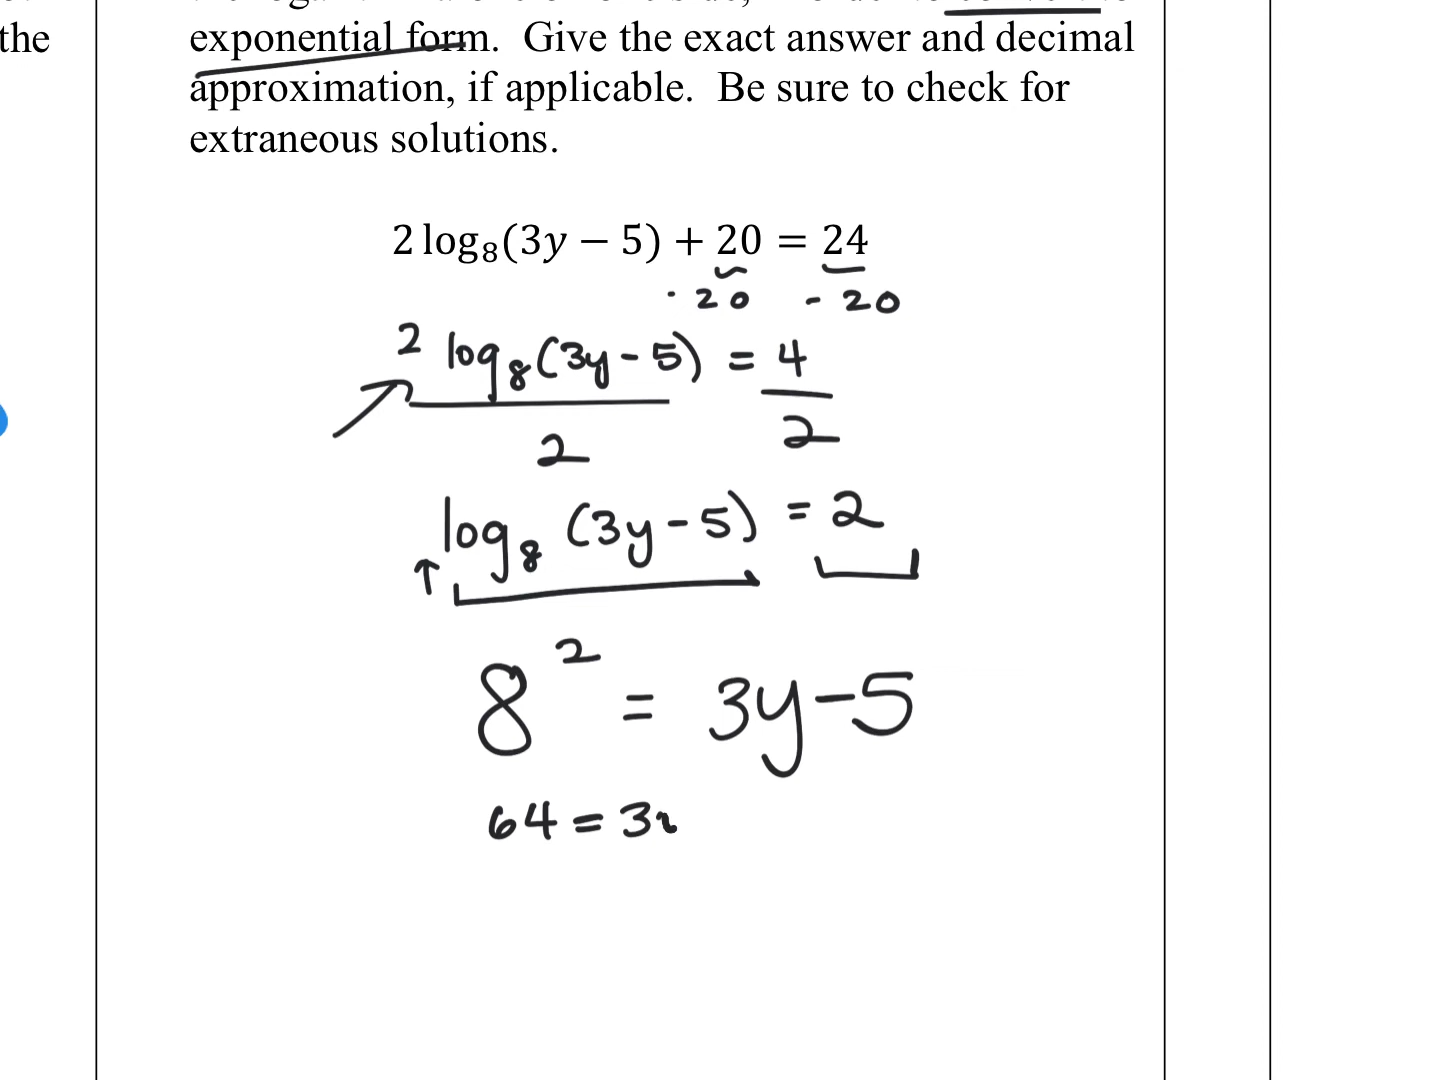 the
exponential form. Give the exact answer and decimal
approximation, if applicable. Be sure to check for
extraneous solutions.
2 log₈(3y − 5) + 20 = 24
- 20 - 20
2 log₈(3y - 5) = 4
2 2
log₈ (3y - 5) = 2
8² = 3y - 5
64 = 3